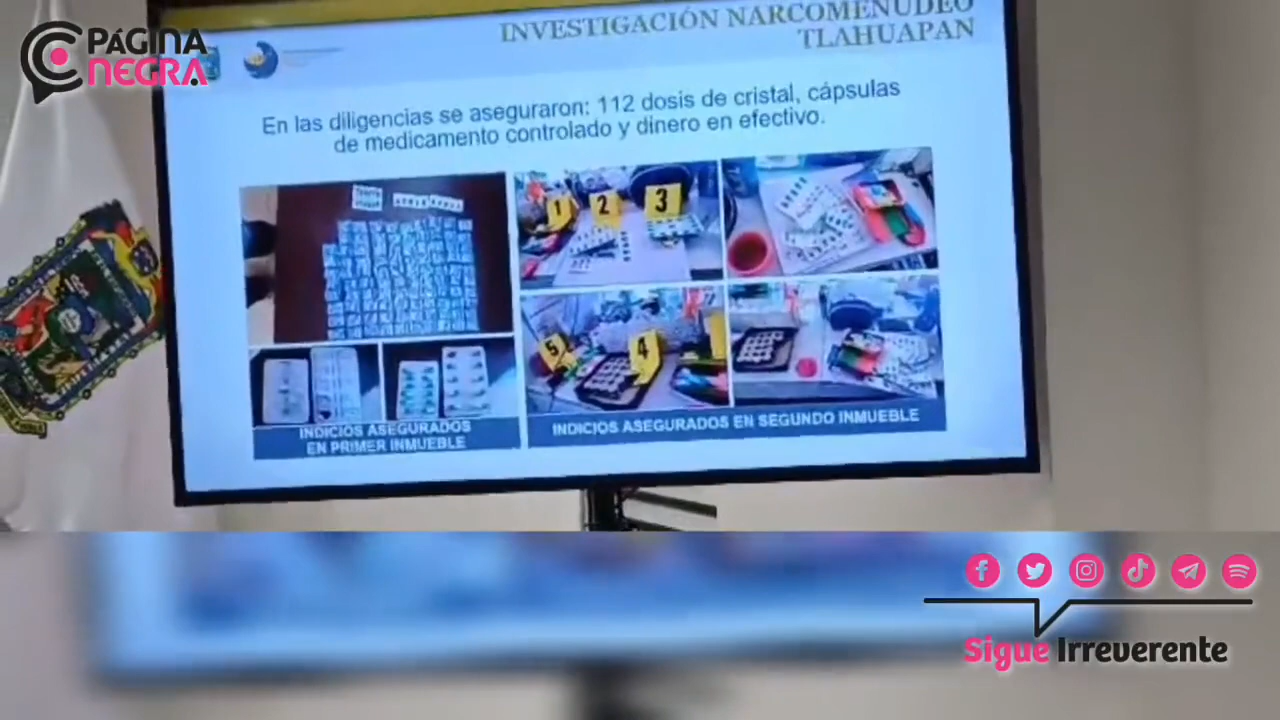 PÁGINA
NEGRA
INVESTIGACIÓN NARCOMENUDEO
TLAHUAPAN
En las diligencias se aseguraron: 112 dosis de cristal, cápsulas
de medicamento controlado y dinero en efectivo.
1
2
3
5
4
INDICIOS ASEGURADOS
EN PRIMER INMUEBLE
INDICIOS ASEGURADOS EN SEGUNDO INMUEBLE
Sigue Irreverente